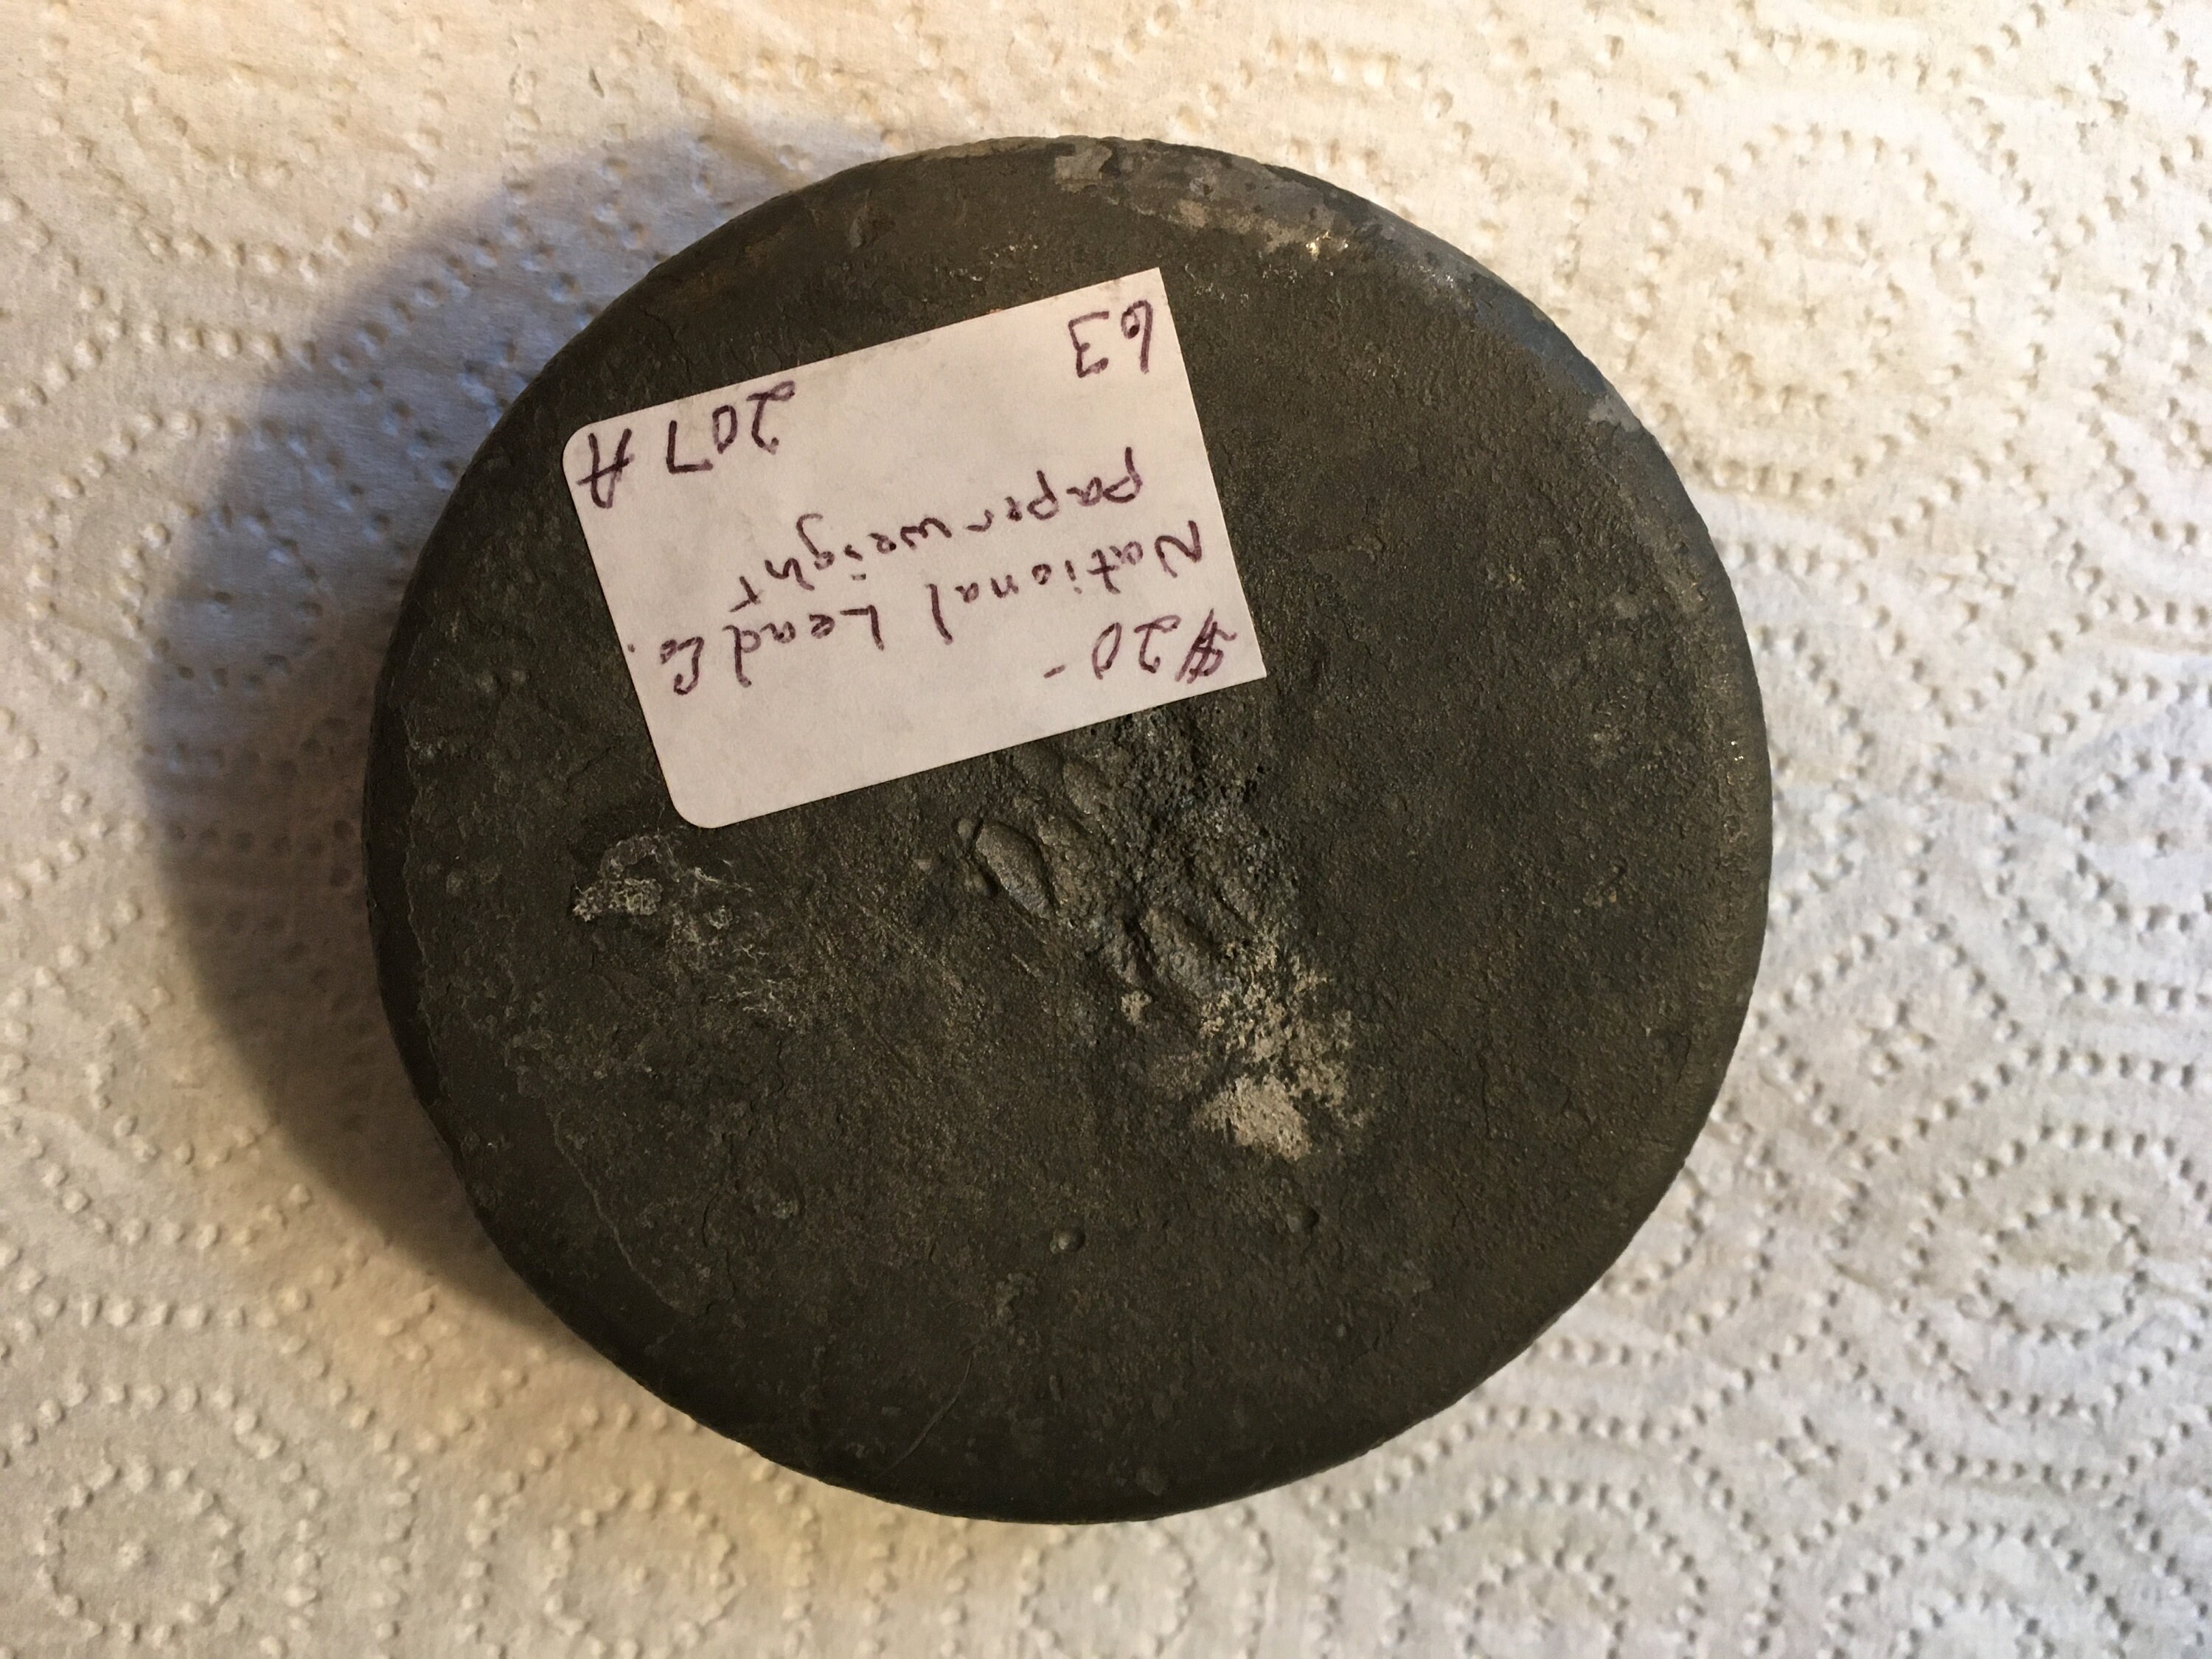 $20-
National Lead Co.
paperweight
63 207 A